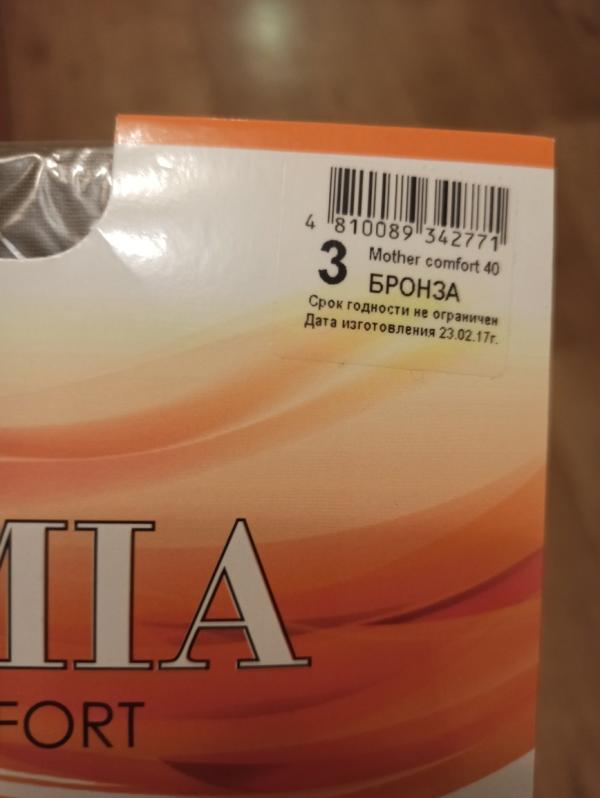 4 810089 342771
3
Mother comfort 40
БРОНЗА
Срок годности не ограничен
Дата изготовления 23.02.17г.
MIA
FORT